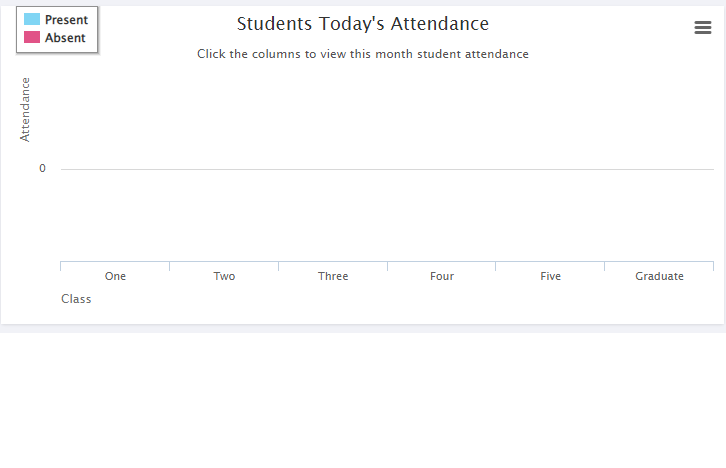 Present
Absent
Students Today's Attendance
Click the columns to view this month student attendance
Attendance
0
One Two Three Four Five Graduate
Class